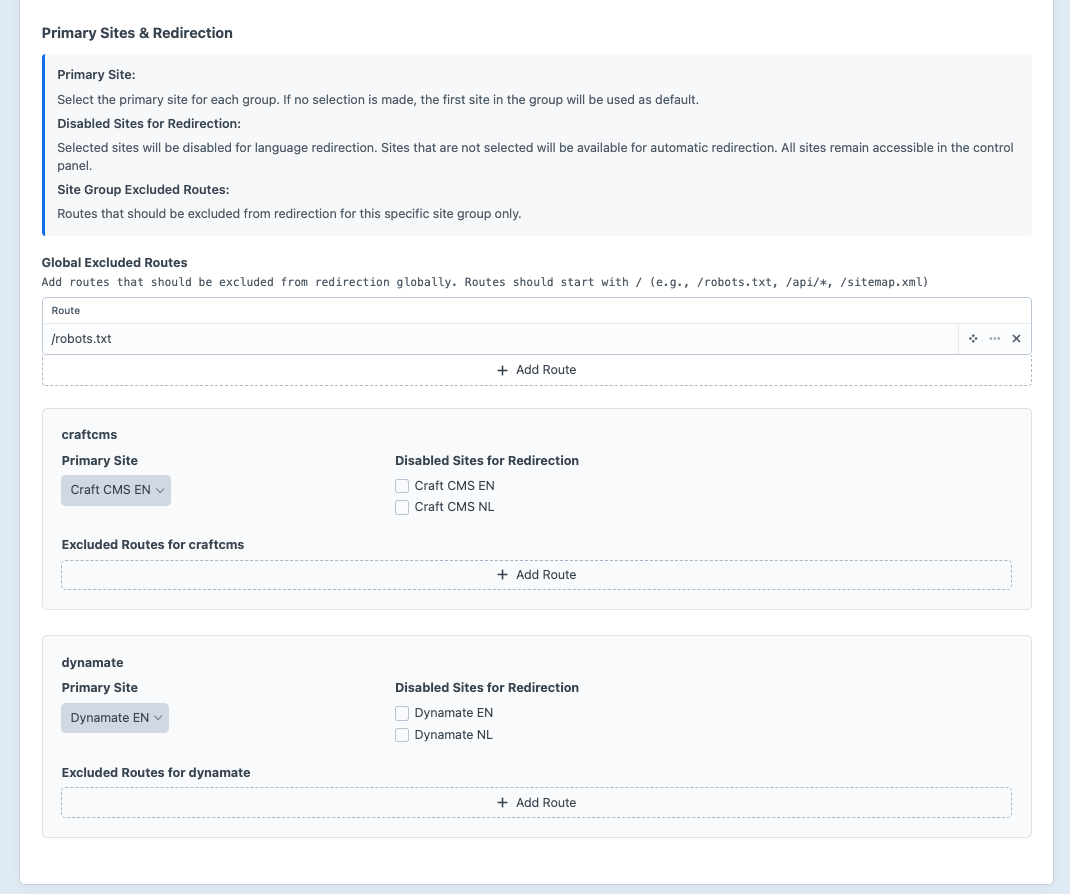 Primary Sites & Redirection
Primary Site:
Select the primary site for each group. If no selection is made, the first site in the group will be used as default.
Disabled Sites for Redirection:
Selected sites will be disabled for language redirection. Sites that are not selected will be available for automatic redirection. All sites remain accessible in the control
panel.
Site Group Excluded Routes:
Routes that should be excluded from redirection for this specific site group only.
Global Excluded Routes
Add routes that should be excluded from redirection globally. Routes should start with / (e.g., /robots.txt, /api/*, /sitemap.xml)
Route
/robots.txt
Add Route
craftcms
Primary Site
Disabled Sites for Redirection
Craft CMS EN
Craft CMS EN
Craft CMS NL
Excluded Routes for craftcms
Add Route
dynamate
Primary Site
Disabled Sites for Redirection
Dynamate EN
Dynamate EN
Dynamate NL
Excluded Routes for dynamate
Add Route